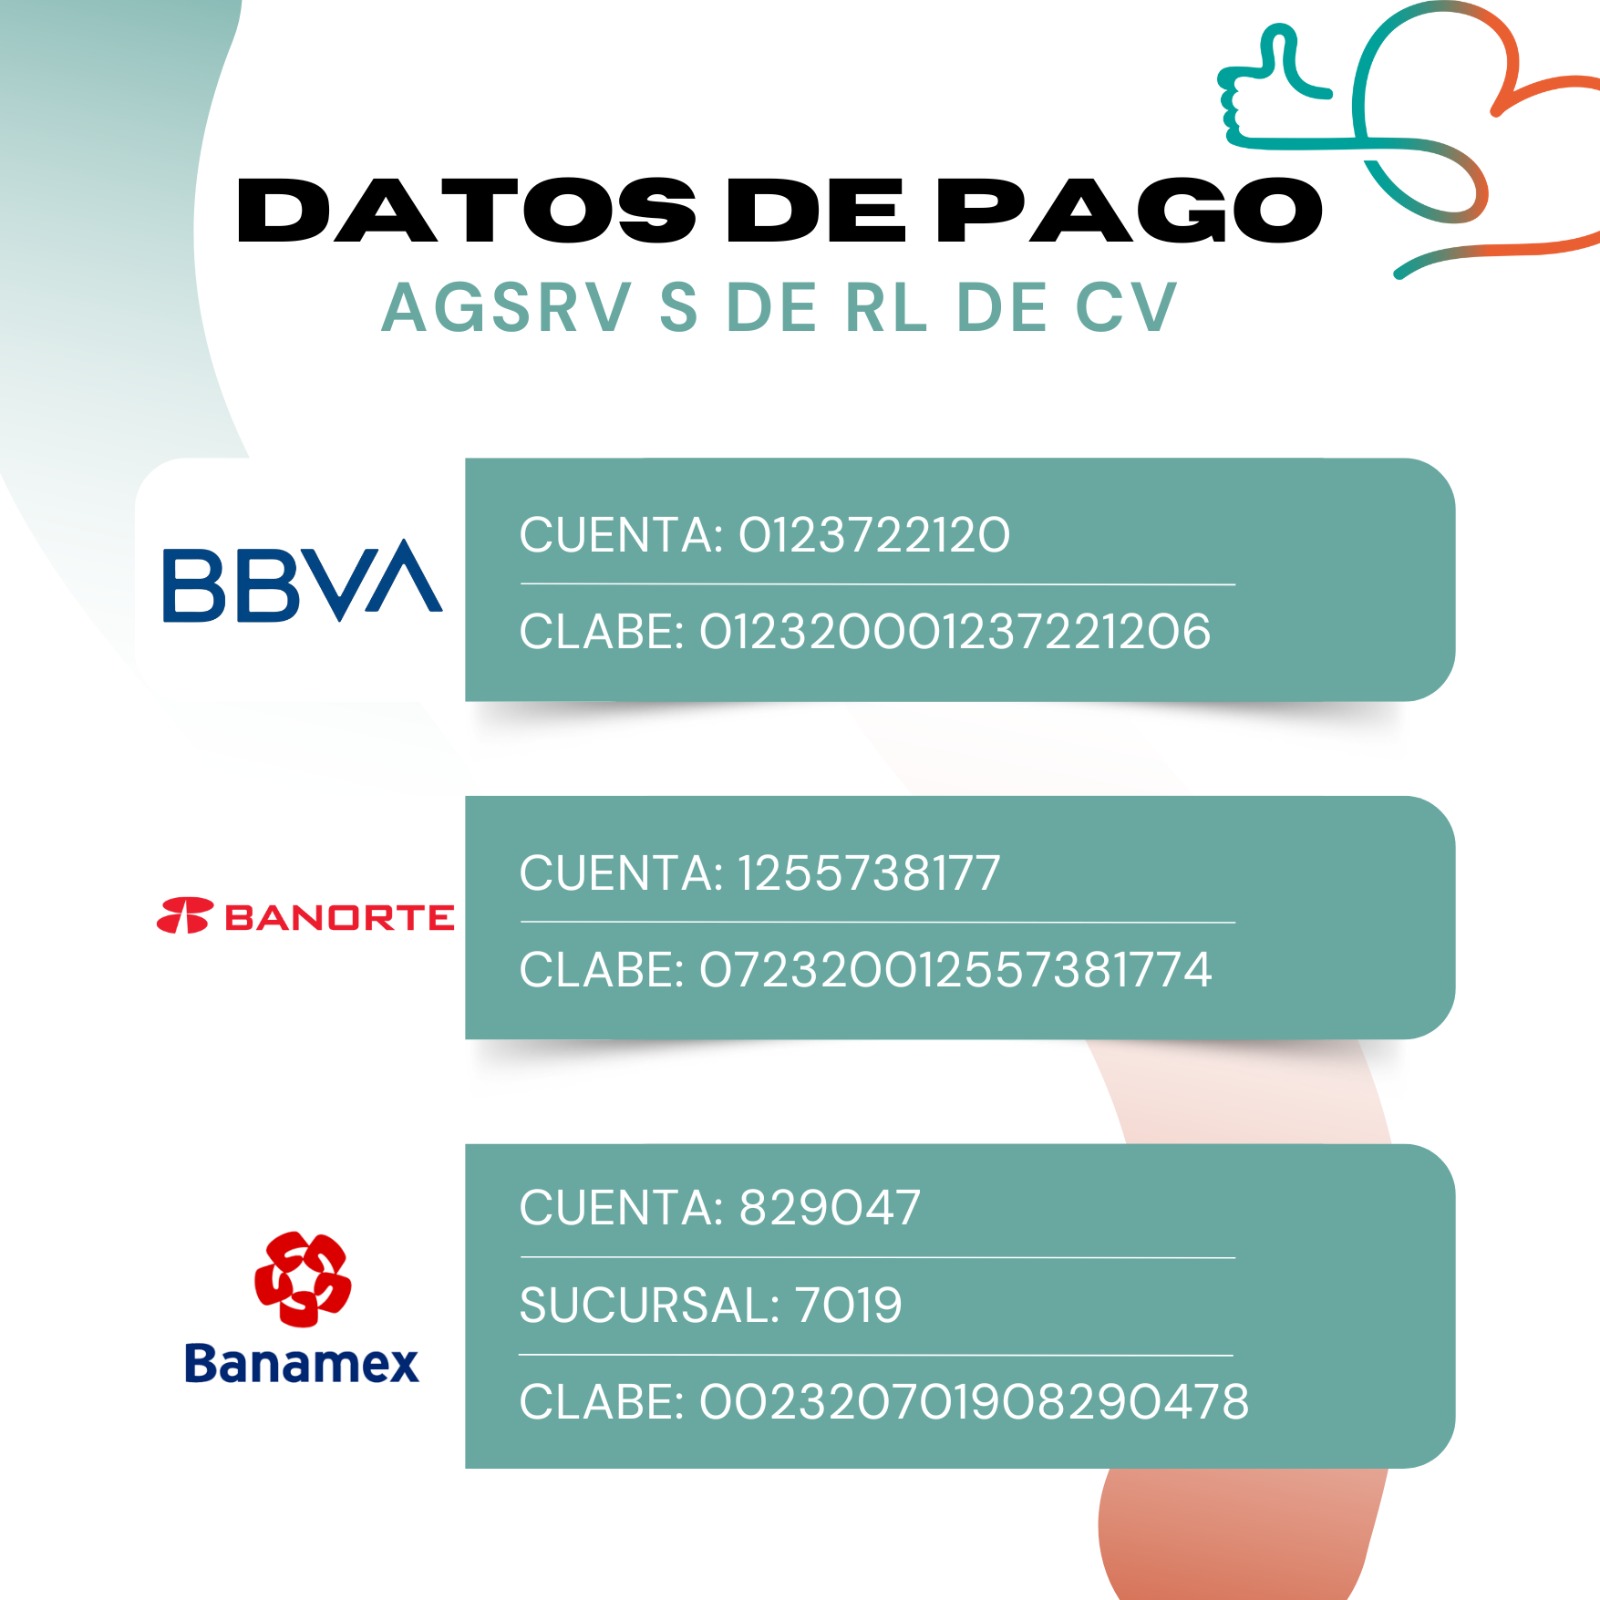 DATOS DE PAGO
AGSRV S DE RL DE CV
BBVA
CUENTA: 0123722120
CLABE: 012320001237221206
BANORTE
CUENTA: 1255738177
CLABE: 072320012557381774
Banamex
CUENTA: 829047
SUCURSAL: 7019
CLABE: 002320701908290478